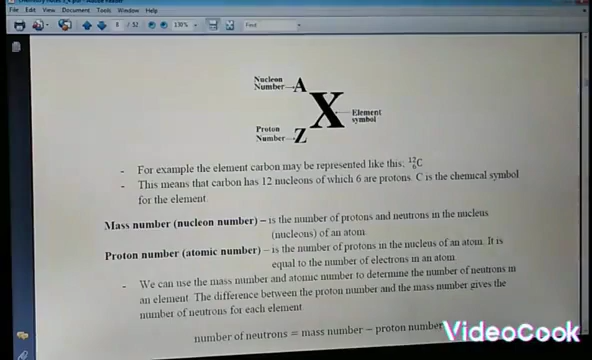 File Edit View Document Tools Window Help
8 / 52 130% Find
Nucleon
Number A
X Element
symbol
Proton
Number Z
- For example the element carbon may be represented like this; ¹²₆C
- This means that carbon has 12 nucleons of which 6 are protons. C is the chemical symbol
for the element.
Mass number (nucleon number) – is the number of protons and neutrons in the nucleus
(nucleons) of an atom.
Proton number (atomic number) – is the number of protons in the nucleus of an atom. It is
equal to the number of electrons in an atom.
- We can use the mass number and atomic number to determine the number of neutrons in
an element. The difference between the proton number and the mass number gives the
number of neutrons for each element.
number of neutrons = mass number – proton number
VideoCook